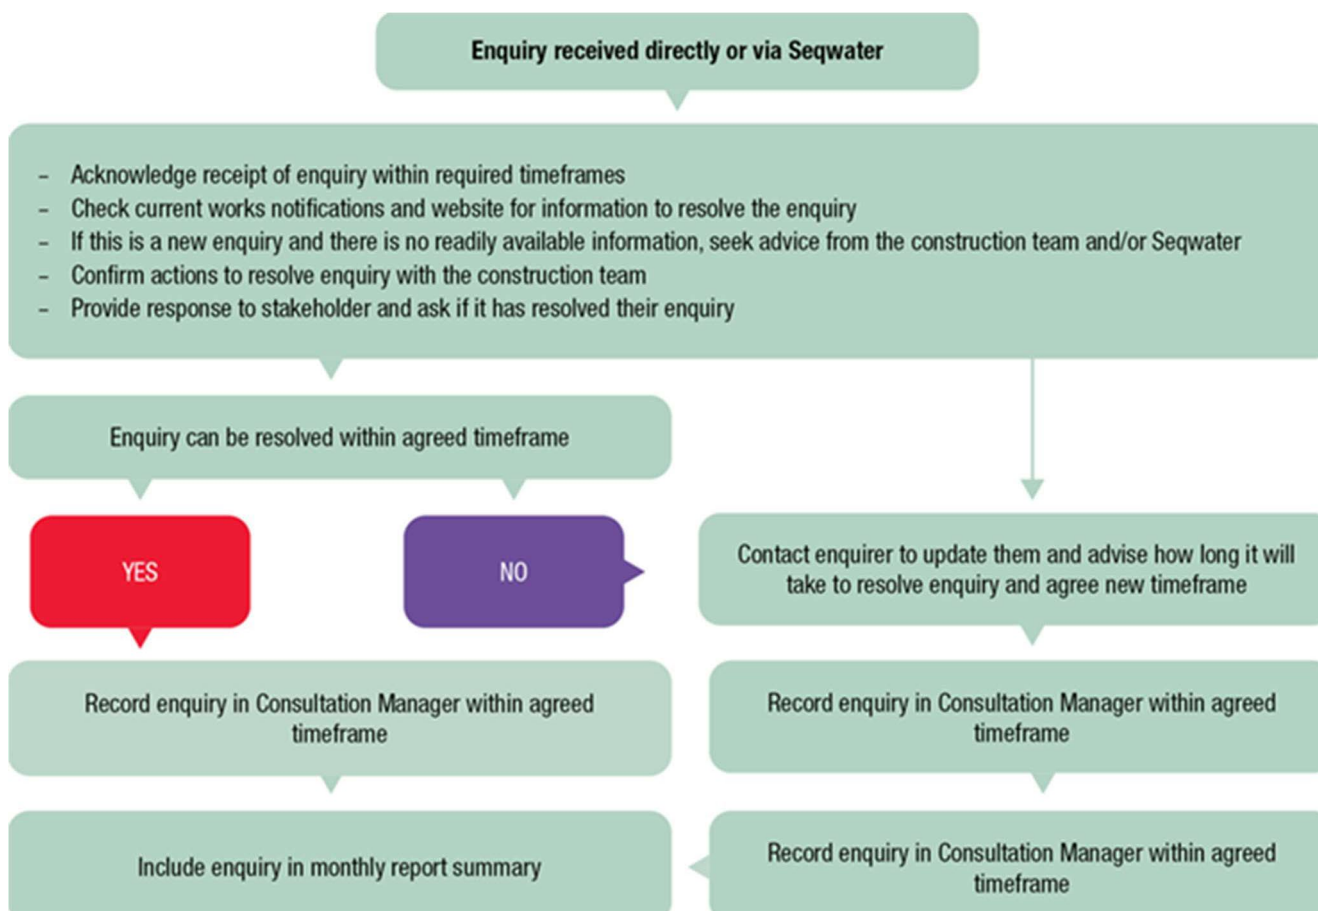 Enquiry received directly or via Seqwater
– Acknowledge receipt of enquiry within required timeframes
– Check current works notifications and website for information to resolve the enquiry
– If this is a new enquiry and there is no readily available information, seek advice from the construction team and/or Seqwater
– Confirm actions to resolve enquiry with the construction team
– Provide response to stakeholder and ask if it has resolved their enquiry
Enquiry can be resolved within agreed timeframe
YES
NO
Contact enquirer to update them and advise how long it will
take to resolve enquiry and agree new timeframe
Record enquiry in Consultation Manager within agreed
timeframe
Record enquiry in Consultation Manager within agreed
timeframe
Include enquiry in monthly report summary
Record enquiry in Consultation Manager within agreed
timeframe